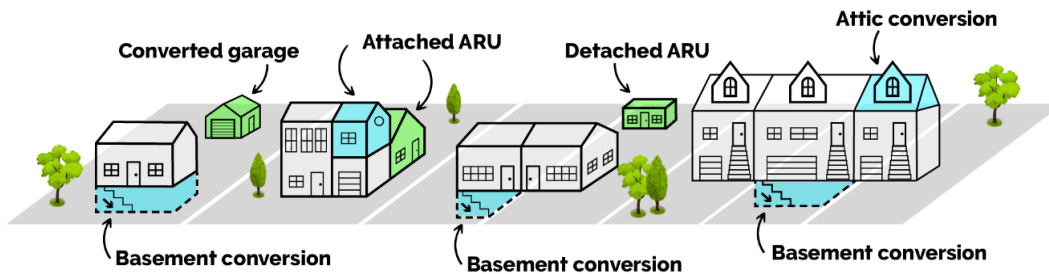 Attic conversion
Converted garage
Attached ARU
Detached ARU
Basement conversion
Basement conversion
Basement conversion